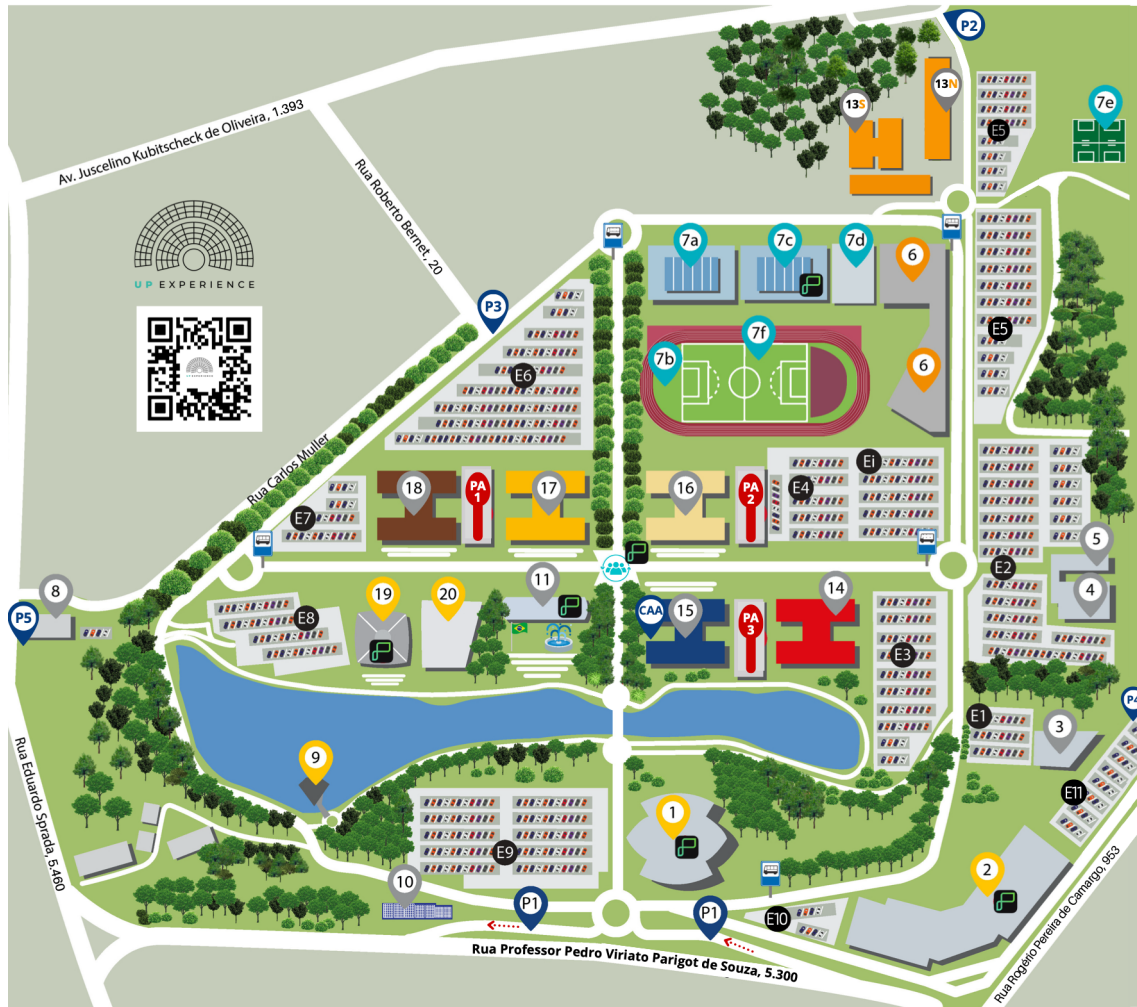 P2
13N
13S
7e
E5
Av. Juscelino Kubitscheck de Oliveira, 1.393
Rua Roberto Bernet, 20
UP EXPERIENCE
7a
7c
7d
6
P3
E5
7f
7b
6
E6
Rua Carlos Muller
18
PA
1
17
16
PA
2
E4
Ei
E7
5
E2
4
8
P5
19
20
11
CAA
15
PA
3
14
E8
E3
P4
E1
3
9
E11
1
Rua Eduardo Sprada, 5.460
E9
2
10
P1
P1
E10
Rua Professor Pedro Viriato Parigot de Souza, 5.300
Rua Rogério Pereira de Camargo, 953